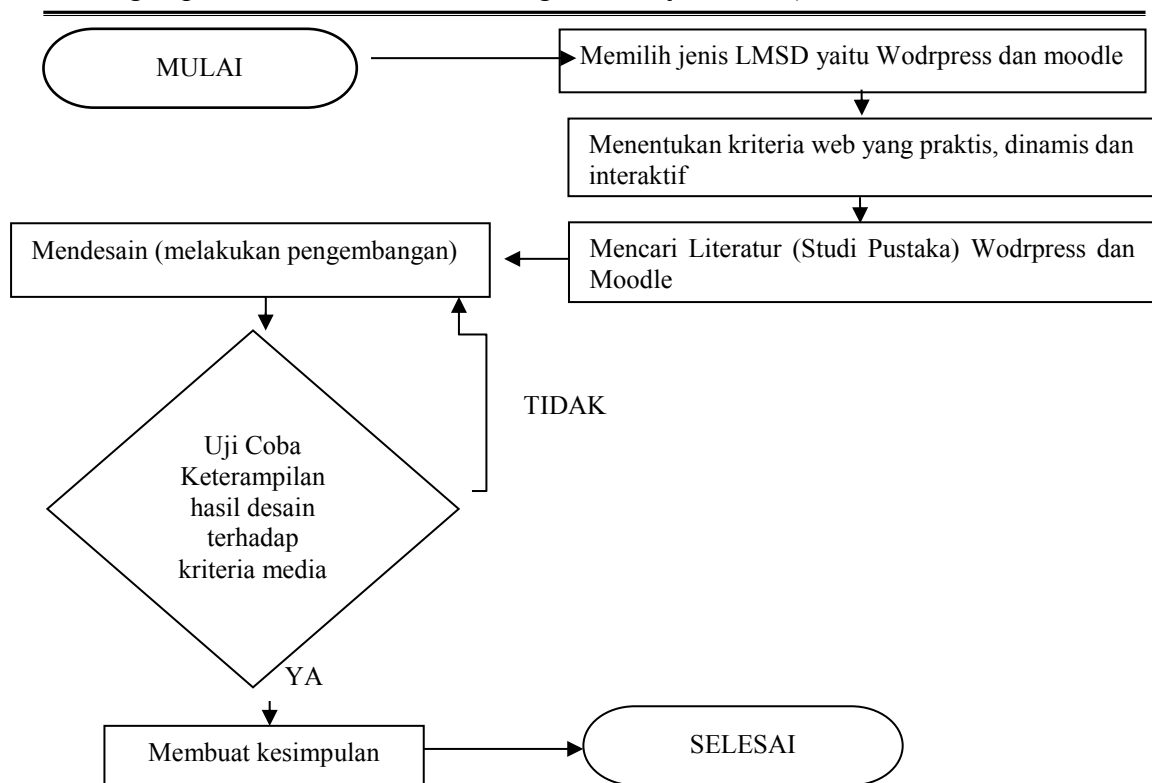 MULAI
Memilih jenis LMSD yaitu Wodrpress dan moodle
Menentukan kriteria web yang praktis, dinamis dan
interaktif
Mencari Literatur (Studi Pustaka) Wodrpress dan
Moodle
Mendesain (melakukan pengembangan)
TIDAK
Uji Coba
Keterampilan
hasil desain
terhadap
kriteria media
YA
Membuat kesimpulan
SELESAI